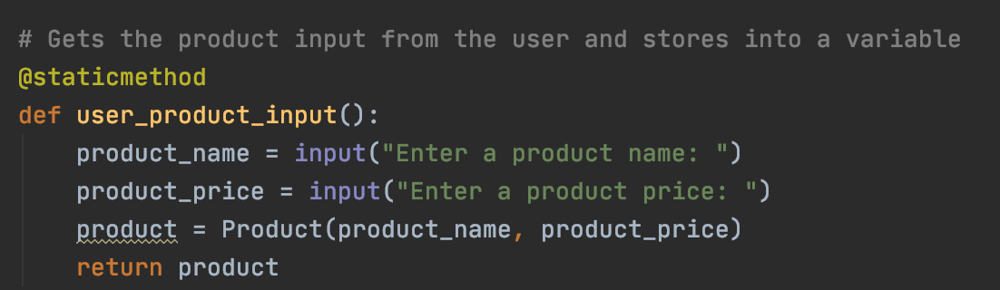 # Gets the product input from the user and stores into a variable
@staticmethod
def user_product_input():
    product_name = input("Enter a product name: ")
    product_price = input("Enter a product price: ")
    product = Product(product_name, product_price)
    return product